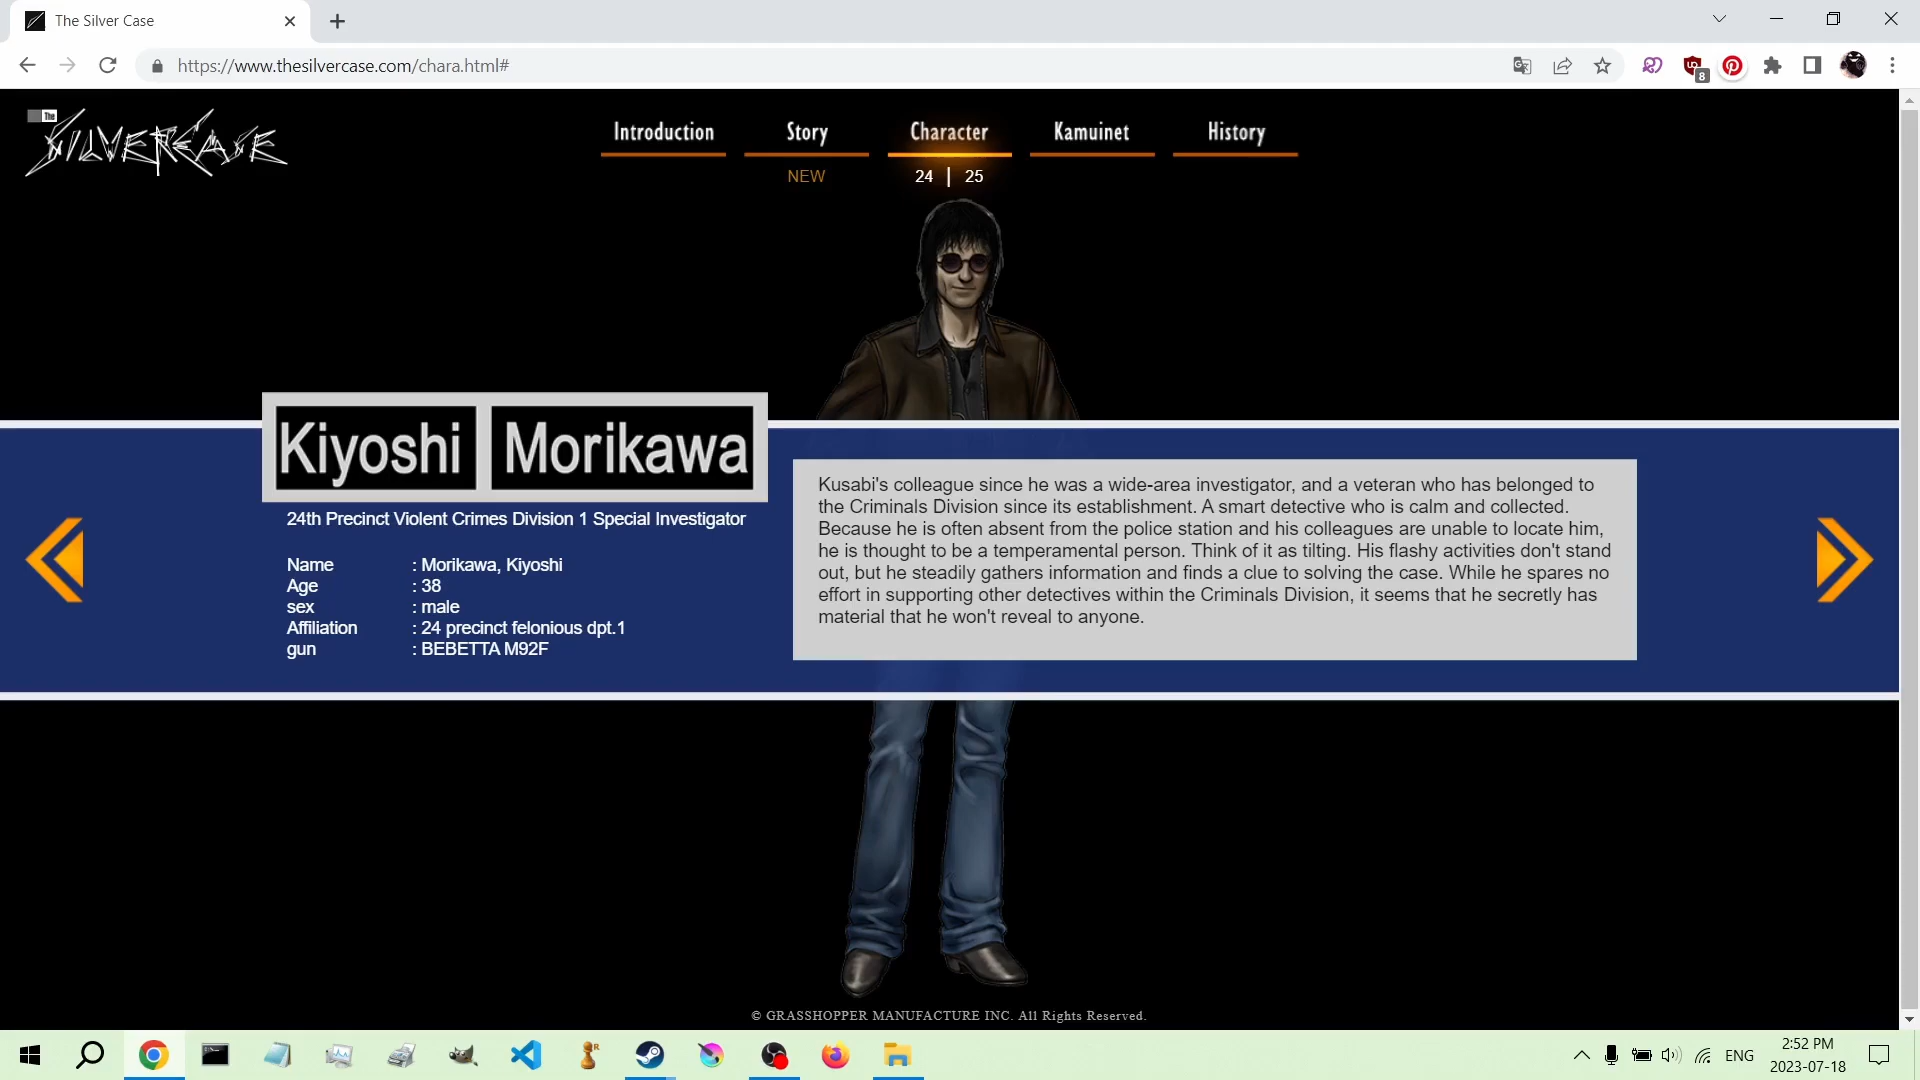 The Silver Case
https://www.thesilvercase.com/chara.html#
8
The
SILVERCASE
Introduction
Story
Character
Kamuinet
History
NEW
24 | 25
Kiyoshi Morikawa
24th Precinct Violent Crimes Division 1 Special Investigator
Name : Morikawa, Kiyoshi
Age : 38
sex : male
Affiliation : 24 precinct felonious dpt.1
gun : BEBETTA M92F
Kusabi's colleague since he was a wide-area investigator, and a veteran who has belonged to
the Criminals Division since its establishment. A smart detective who is calm and collected.
Because he is often absent from the police station and his colleagues are unable to locate him,
he is thought to be a temperamental person. Think of it as tilting. His flashy activities don't stand
out, but he steadily gathers information and finds a clue to solving the case. While he spares no
effort in supporting other detectives within the Criminals Division, it seems that he secretly has
material that he won't reveal to anyone.
© GRASSHOPPER MANUFACTURE INC. All Rights Reserved.
ENG
2:52 PM
2023-07-18